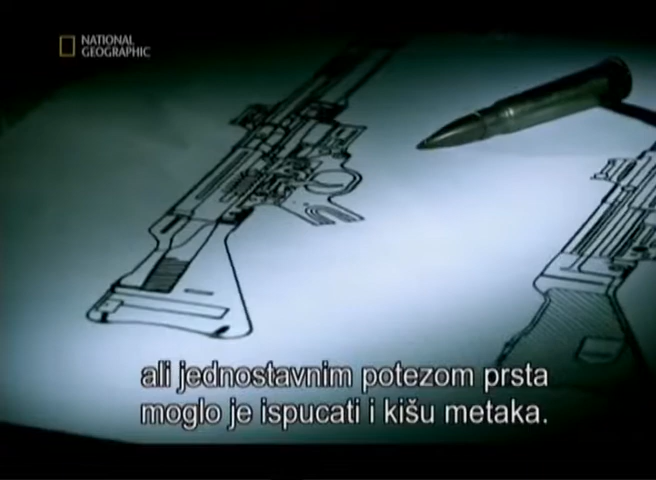 NATIONAL
GEOGRAPHIC
ali jednostavnim potezom prsta
moglo je ispucati i kišu metaka.